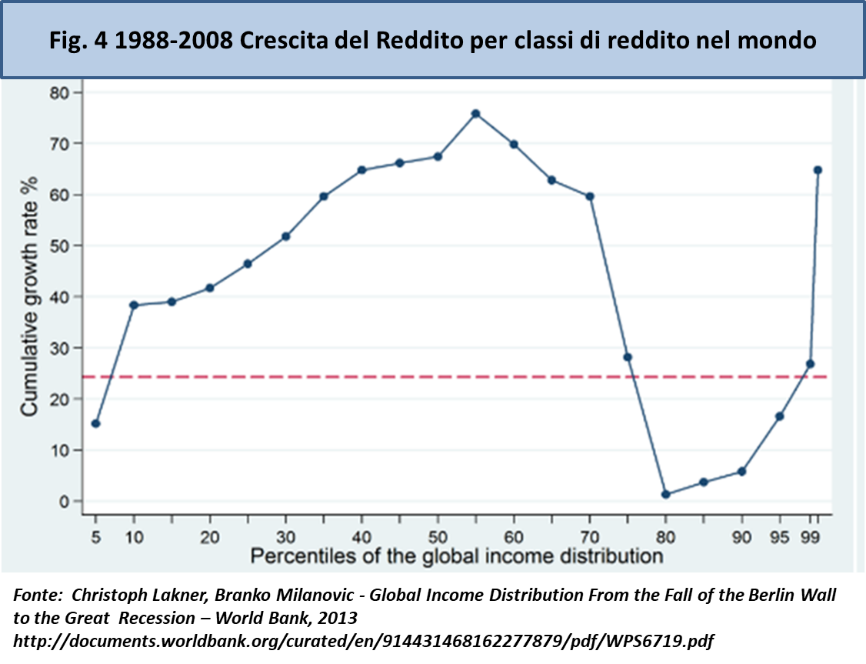 Fig. 4 1988-2008 Crescita del Reddito per classi di reddito nel mondo
80
70
60
50
40
30
20
10
0
Cumulative growth rate %
5 10 20 30 40 50 60 70 80 90 95 99
Percentiles of the global income distribution
Fonte: Christoph Lakner, Branko Milanovic - Global Income Distribution From the Fall of the Berlin Wall
to the Great Recession – World Bank, 2013
http://documents.worldbank.org/curated/en/914431468162277879/pdf/WPS6719.pdf